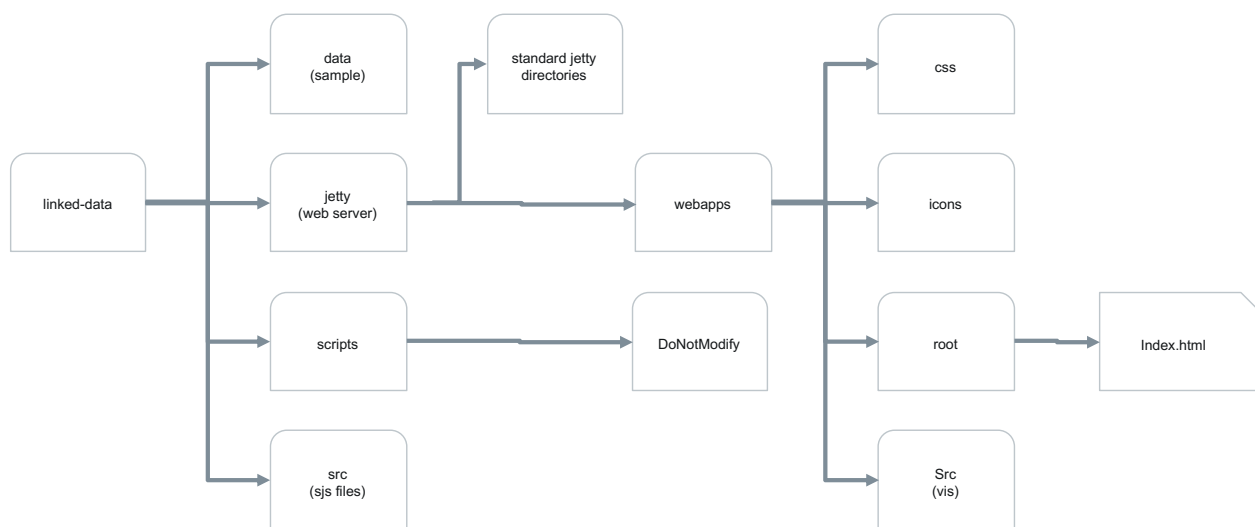 data
(sample)
standard jetty
directories
css
linked-data
jetty
(web server)
webapps
icons
scripts
DoNotModify
root
Index.html
src
(sjs files)
Src
(vis)